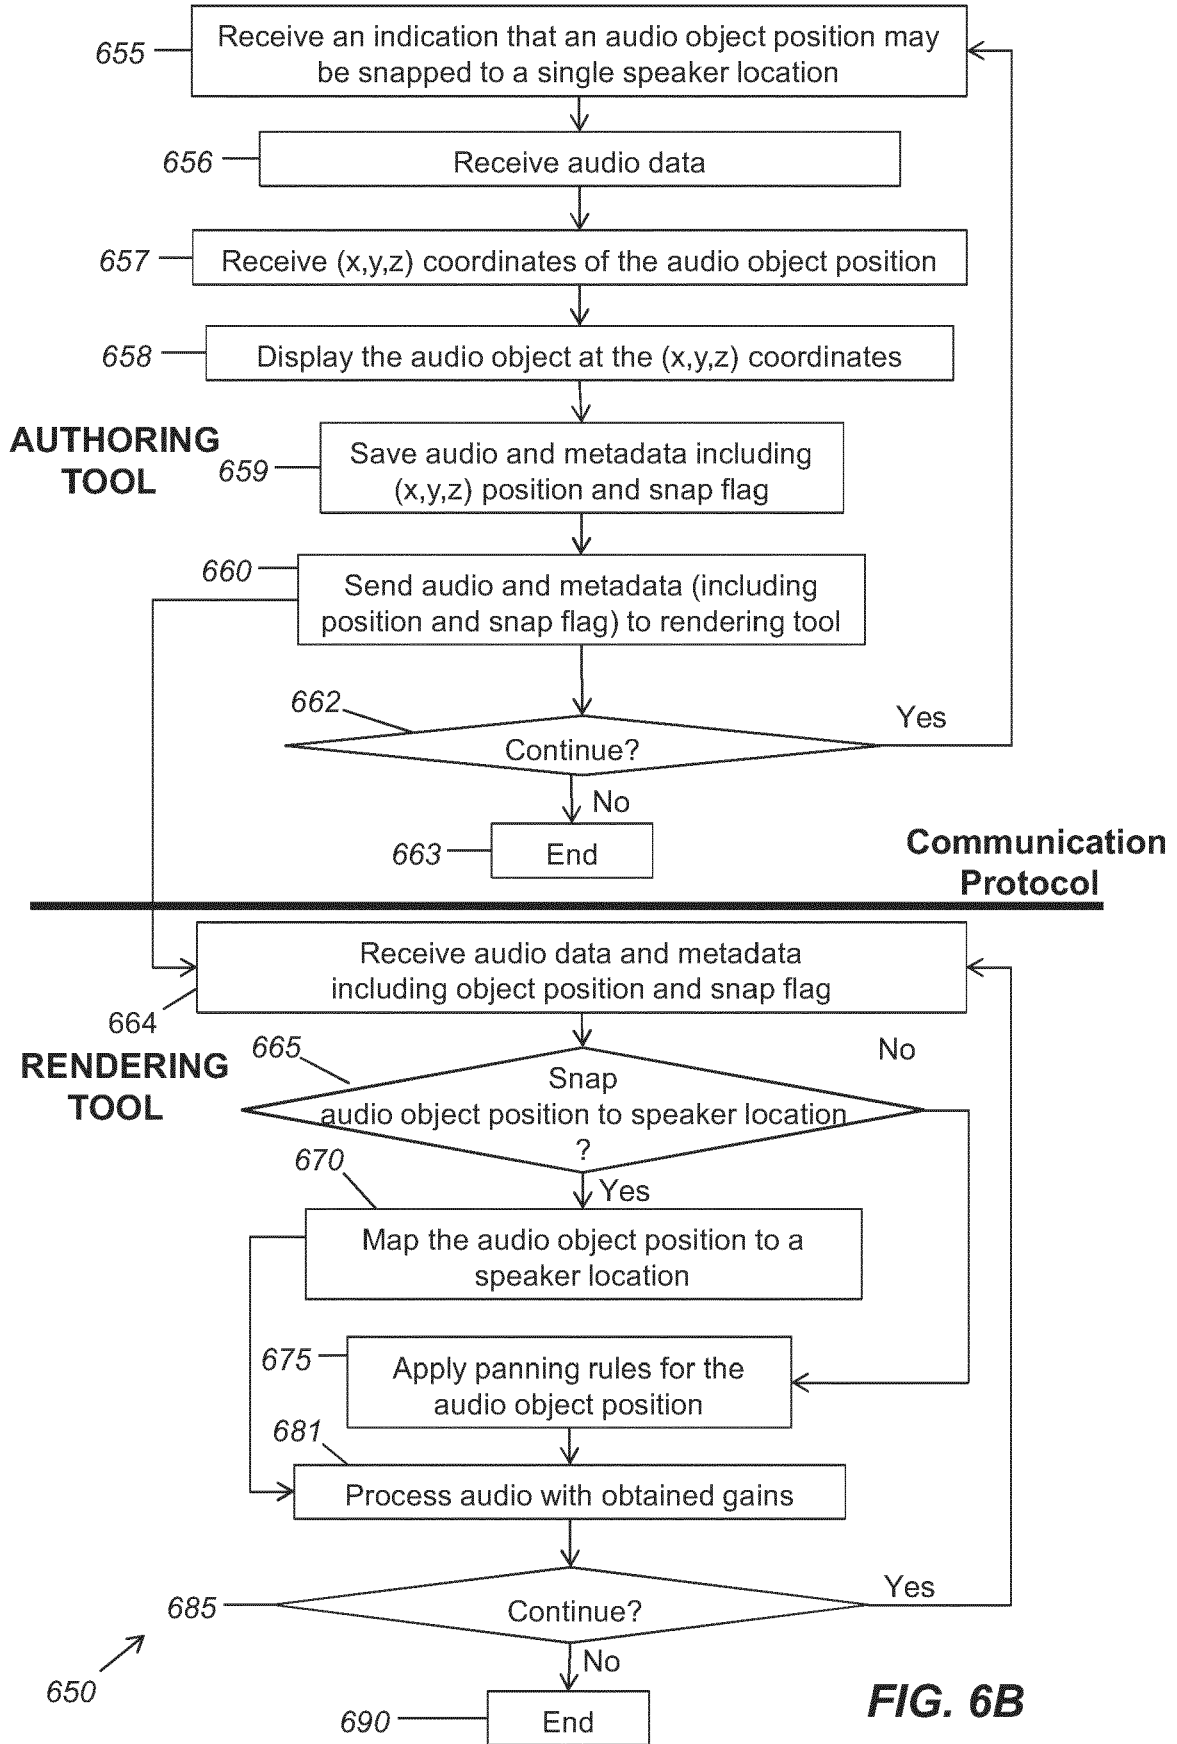 655
Receive an indication that an audio object position may
be snapped to a single speaker location
656
Receive audio data
657
Receive (x,y,z) coordinates of the audio object position
658
Display the audio object at the (x,y,z) coordinates
AUTHORING
TOOL
659
Save audio and metadata including
(x,y,z) position and snap flag
660
Send audio and metadata (including
position and snap flag) to rendering tool
662
Continue?
Yes
No
663
End
Communication
Protocol
Receive audio data and metadata
including object position and snap flag
664
RENDERING
TOOL
665
Snap
audio object position to speaker location
?
No
670
Yes
Map the audio object position to a
speaker location
675
Apply panning rules for the
audio object position
681
Process audio with obtained gains
685
Continue?
Yes
No
650
690
End
FIG. 6B